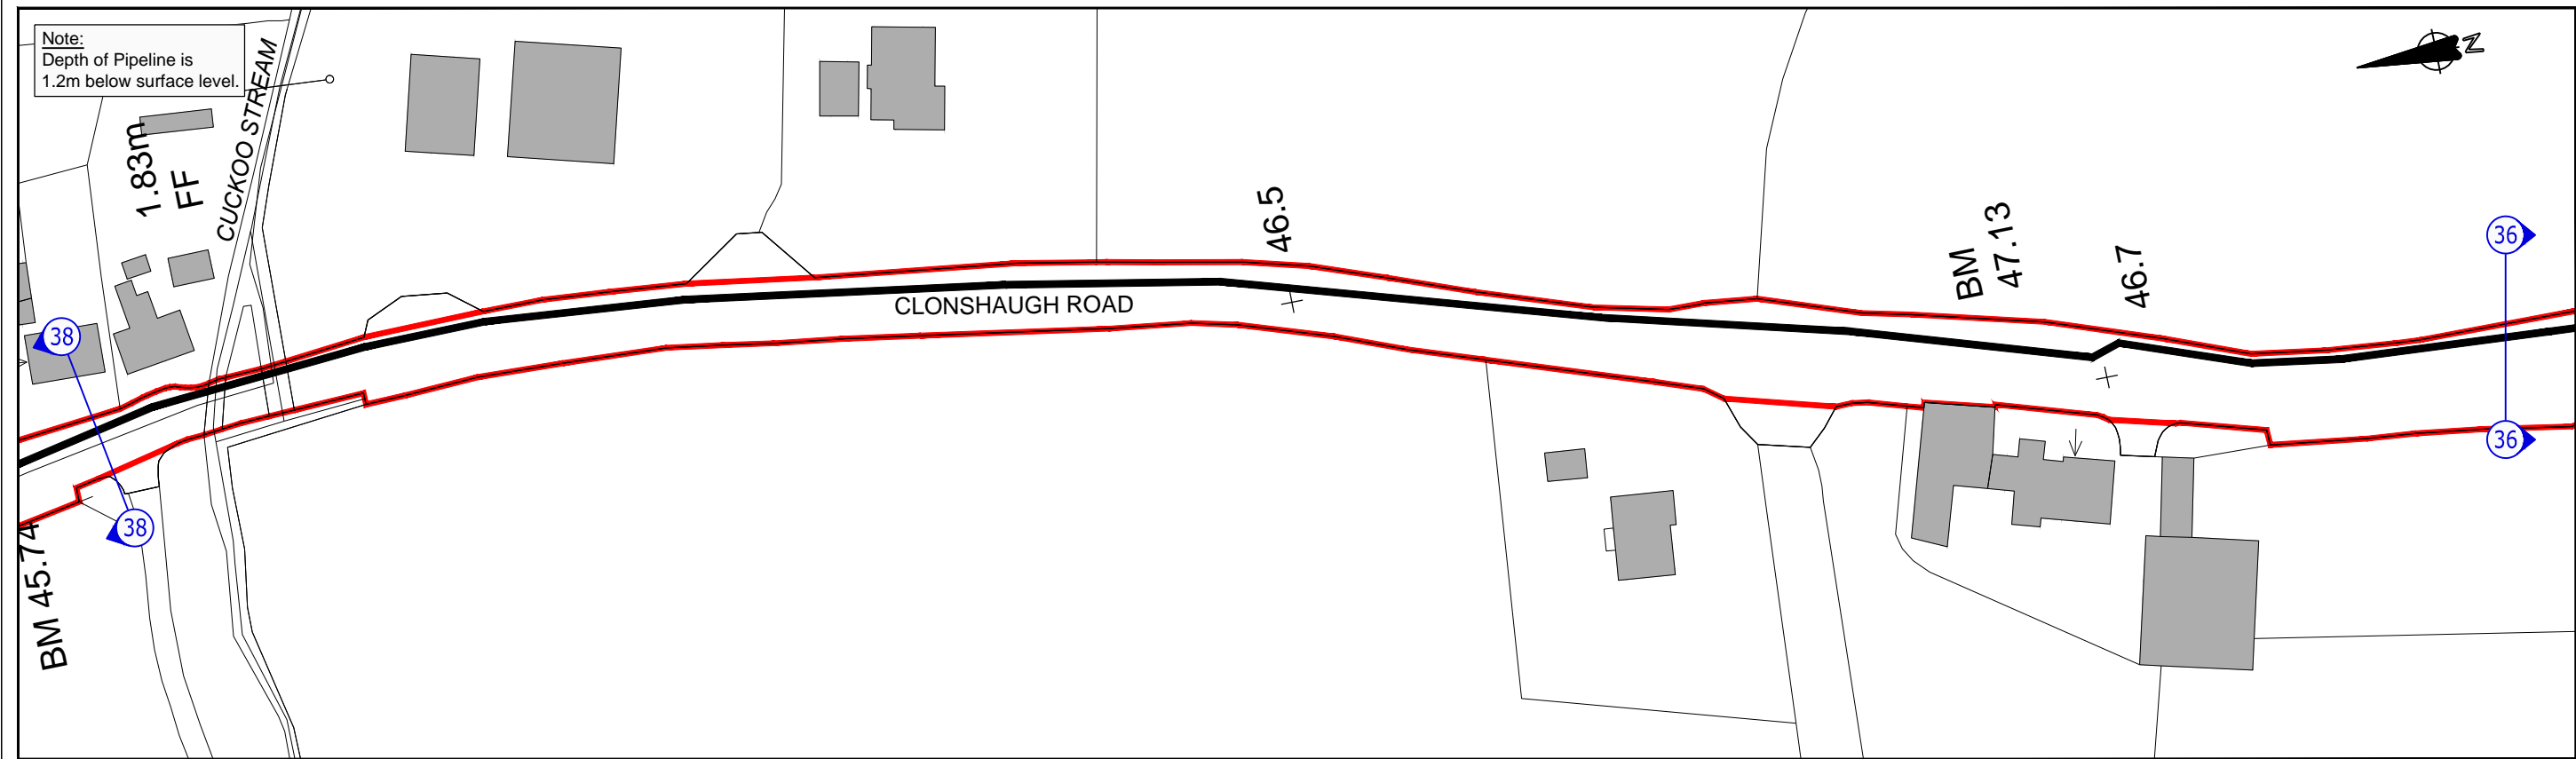 Note:
Depth of Pipeline is
1.2m below surface level.
CUCKOO STREAM
1.83m
FF
46.5
BM
47.13
46.7
36
N
CLONSHAUGH ROAD
38
38
36
BM 45.74